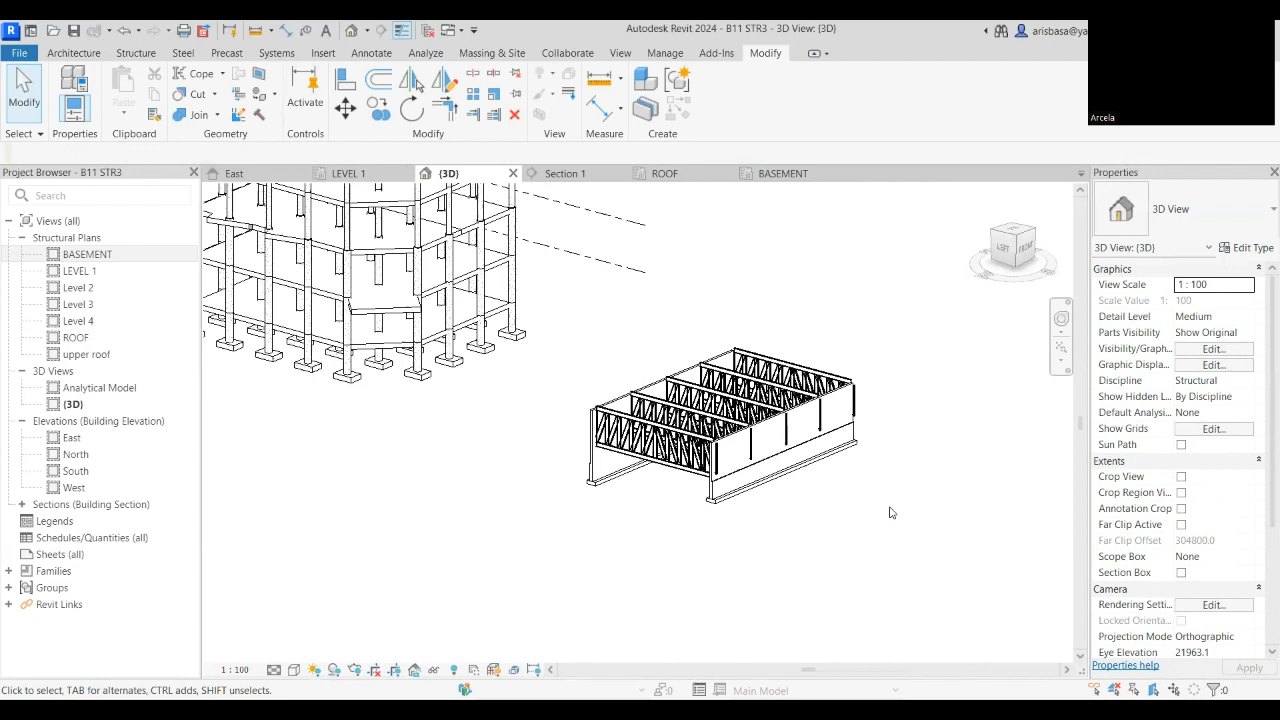 Autodesk Revit 2024 - B11 STR3 - 3D View: {3D}
arisbasa@ya
File Architecture Structure Steel Precast Systems Insert Annotate Analyze Massing & Site Collaborate View Manage Add-Ins Modify
Modify
Paste
Cope
Cut
Join
Activate
Select Properties Clipboard Geometry Controls Modify View Measure Create
Arcela
Project Browser - B11 STR3
Search
Views (all)
Structural Plans
BASEMENT
LEVEL 1
Level 2
Level 3
Level 4
ROOF
upper roof
3D Views
Analytical Model
{3D}
Elevations (Building Elevation)
East
North
South
West
Sections (Building Section)
Legends
Schedules/Quantities (all)
Sheets (all)
Families
Groups
Revit Links
East LEVEL 1 {3D} Section 1 ROOF BASEMENT
LEFT FRONT
Properties
3D View
3D View: {3D} Edit Type
Graphics
View Scale 1 : 100
Scale Value 1: 100
Detail Level Medium
Parts Visibility Show Original
Visibility/Graph... Edit...
Graphic Displa... Edit...
Discipline Structural
Show Hidden L... By Discipline
Default Analysi... None
Show Grids Edit...
Sun Path
Extents
Crop View
Crop Region Vi...
Annotation Crop
Far Clip Active
Far Clip Offset 304800.0
Scope Box None
Section Box
Camera
Rendering Setti... Edit...
Locked Orienta...
Projection Mode Orthographic
Eye Elevation 21963.1
Properties help Apply
1 : 100
Click to select, TAB for alternates, CTRL adds, SHIFT unselects.
:0
Main Model
:0